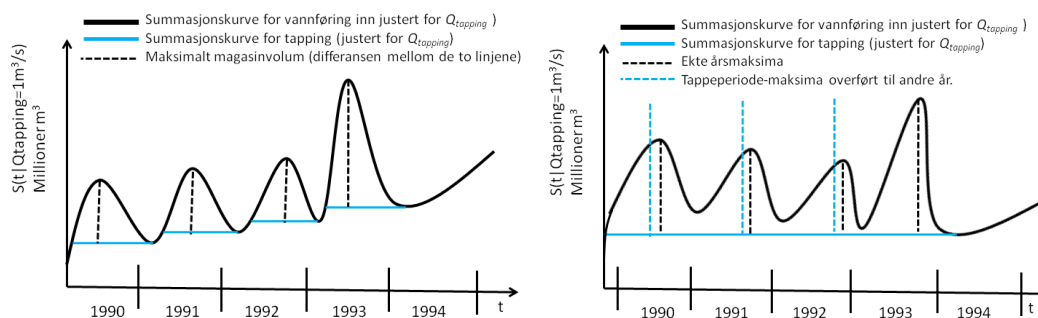 Summasjonskurve for vannføring inn justert for Qtapping )
Summasjonskurve for tapping (justert for Qtapping)
Maksimalt magasinvolum (differansen mellom de to linjene)
S(t|Qtapping=1m³/s)
Millioner m³
1990 1991 1992 1993 1994 t
Summasjonskurve for vannføring inn justert for Qtapping )
Summasjonskurve for tapping (justert for Qtapping)
Ekte årsmaksima
Tappeperiode-maksima overført til andre år.
S(t|Qtapping=1m³/s)
Millioner m³
1990 1991 1992 1993 1994 t